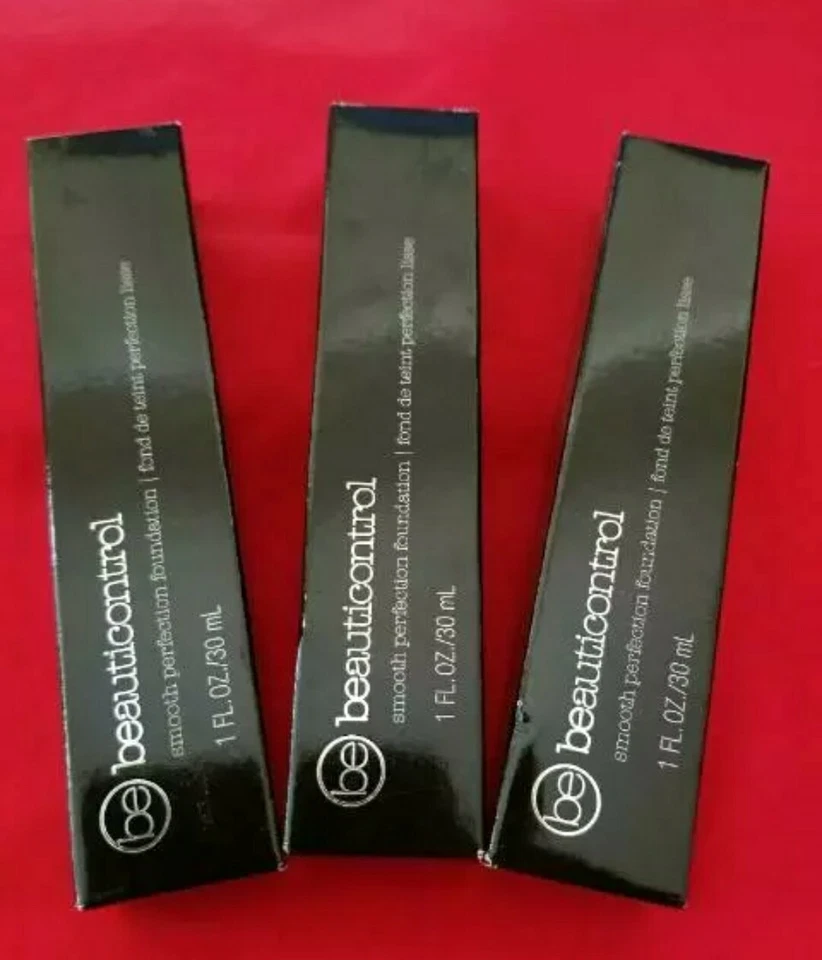 be beauticontrol
smooth perfection foundation | fond de teint perfection lisse
1 FL. OZ./30 mL
be beauticontrol
smooth perfection foundation | fond de teint perfection lisse
1 FL. OZ./30 mL
be beauticontrol
smooth perfection foundation | fond de teint perfection lisse
1 FL. OZ./30 mL